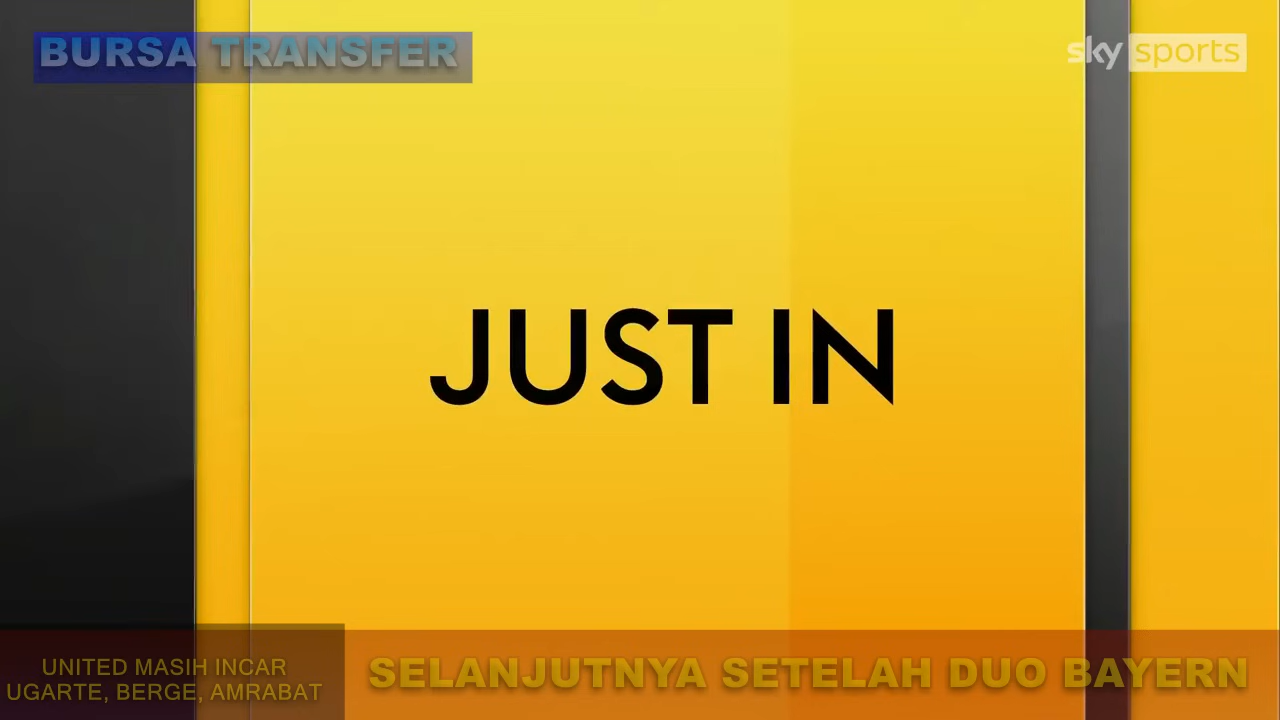 BURSA TRANSFER
sky sports
JUST IN
UNITED MASIH INCAR
UGARTE, BERGE, AMRABAT
SELANJUTNYA SETELAH DUO BAYERN